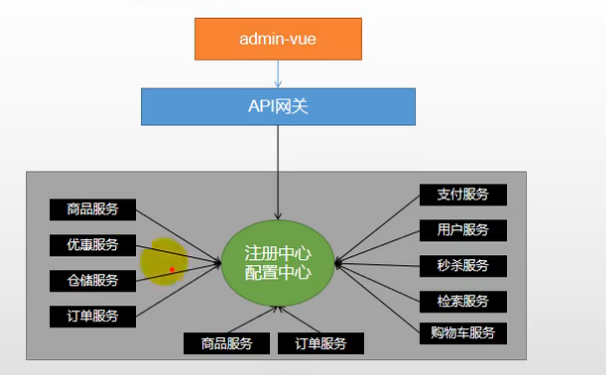 admin-vue
API网关
商品服务
优惠服务
仓储服务
订单服务
注册中心
配置中心
支付服务
用户服务
秒杀服务
检索服务
购物车服务
商品服务
订单服务